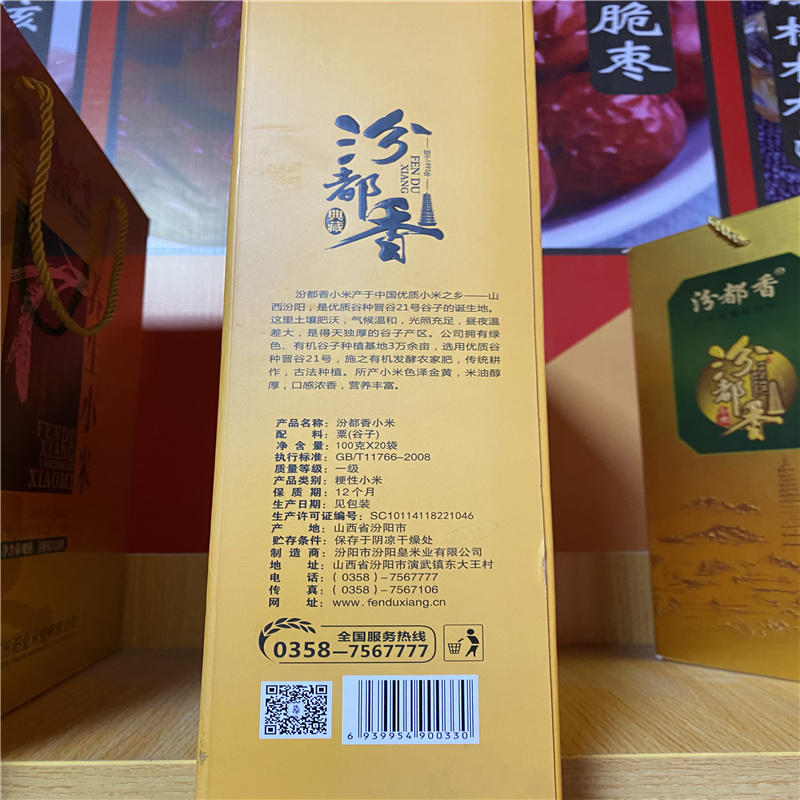 脆枣
汾都香
典藏
FEN DU
XIANG
汾都香小米产于中国优质小米之乡——山
西汾阳，是优质谷种晋谷21号谷子的诞生地。
这里土壤肥沃，气候温和，光照充足，昼夜温
差大，是得天独厚的谷子产区。公司拥有绿
色、有机谷子种植基地3万余亩，选用优质谷
种晋谷21号，施之有机发酵农家肥，传统耕
作，古法种植。所产小米色泽金黄，米油醇
厚，口感浓香，营养丰富。
产品名称：汾都香小米
配 料：粟(谷子)
净 含 量：100克X20袋
执行标准：GB/T11766-2008
质量等级：一级
产品类别：粳性小米
保 质 期：12个月
生产日期：见包装
生产许可证编号：SC10114118221046
产 地：山西省汾阳市
贮存条件：保存于阴凉干燥处
制 造 商：汾阳市汾阳皇米业有限公司
地 址：山西省汾阳市演武镇东大王村
电 话：（0358）-7567777
传 真：（0358）-7567106
网 址：www.fenduxiang.cn
全国服务热线
0358—7567777
6 939954 900330
汾都香
汾都香
FENDU
XIANG
XIAOMI
小米